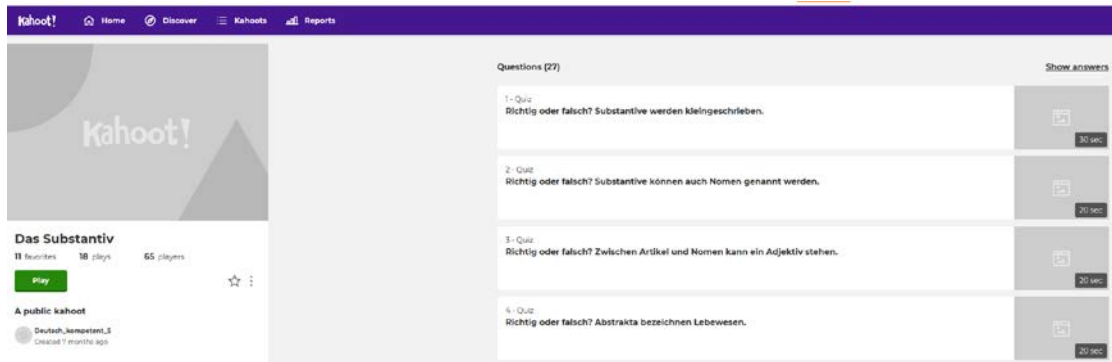 Kahoot! Home Discover Kahoots Reports
Kahoot!
Das Substantiv
11 favorites 18 plays 65 players
Play
A public kahoot
Deutsch_kompetent_5
Created 7 months ago
Questions (27) Show answers
1 - Quiz
Richtig oder falsch? Substantive werden kleingeschrieben.
30 sec
2 - Quiz
Richtig oder falsch? Substantive können auch Nomen genannt werden.
20 sec
3 - Quiz
Richtig oder falsch? Zwischen Artikel und Nomen kann ein Adjektiv stehen.
20 sec
4 - Quiz
Richtig oder falsch? Abstrakta bezeichnen Lebewesen.
20 sec